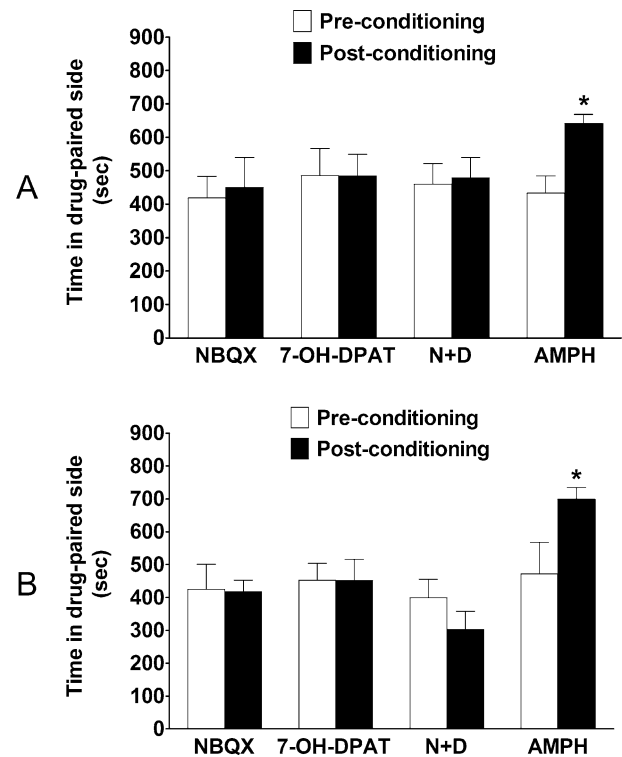 A
Pre-conditioning
Post-conditioning
Time in drug-paired side
(sec)
900
800
700
600
500
400
300
200
100
0
*
NBQX 7-OH-DPAT N+D AMPH
B
Pre-conditioning
Post-conditioning
Time in drug-paired side
(sec)
900
800
700
600
500
400
300
200
100
0
*
NBQX 7-OH-DPAT N+D AMPH